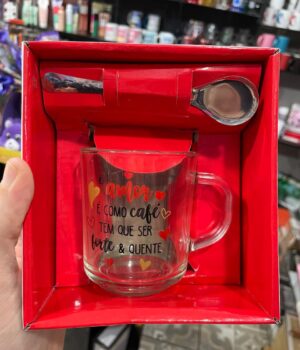 amor
É COMO café
TEM QUE SER
forte & QUENTE